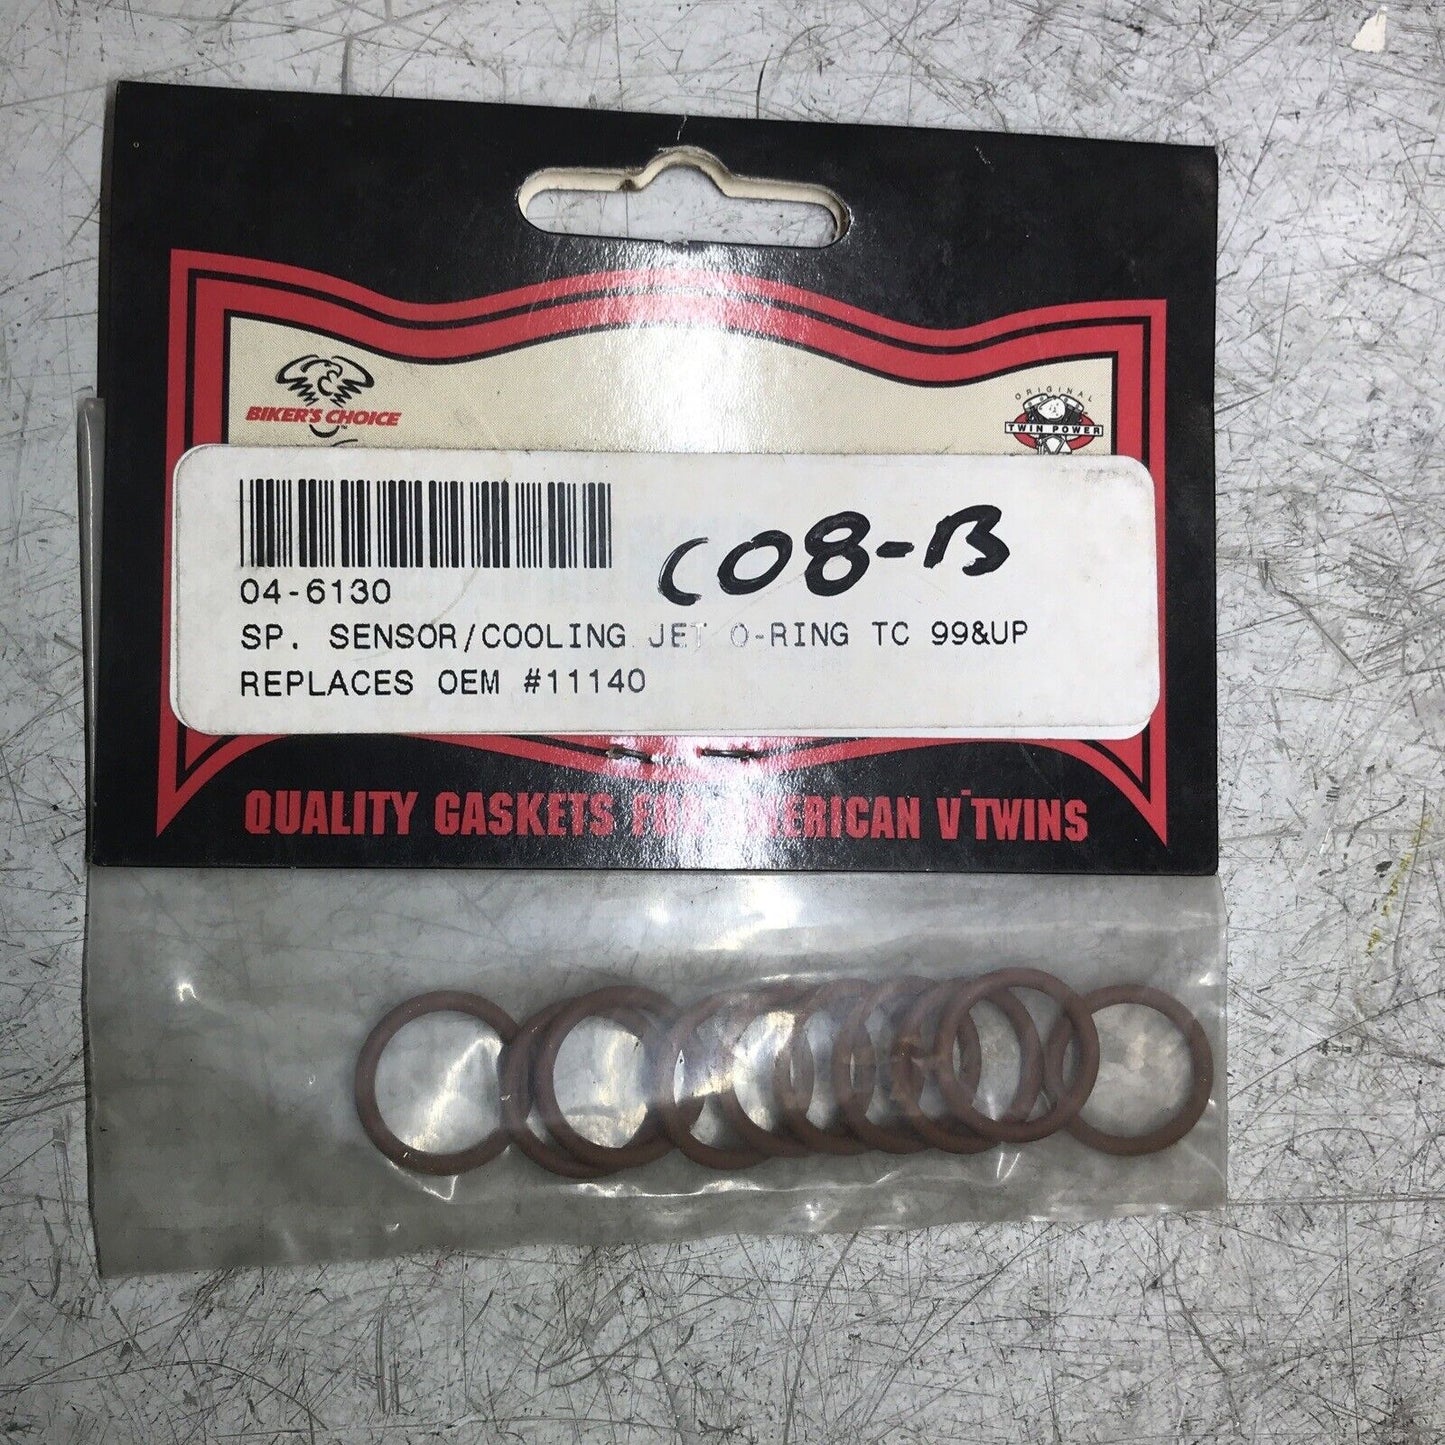 BIKER'S CHOICE
ORIGINAL
TWIN POWER
C08-B
04-6130
SP. SENSOR/COOLING JET O-RING TC 99&UP
REPLACES OEM #11140
QUALITY GASKETS FOR AMERICAN V-TWINS